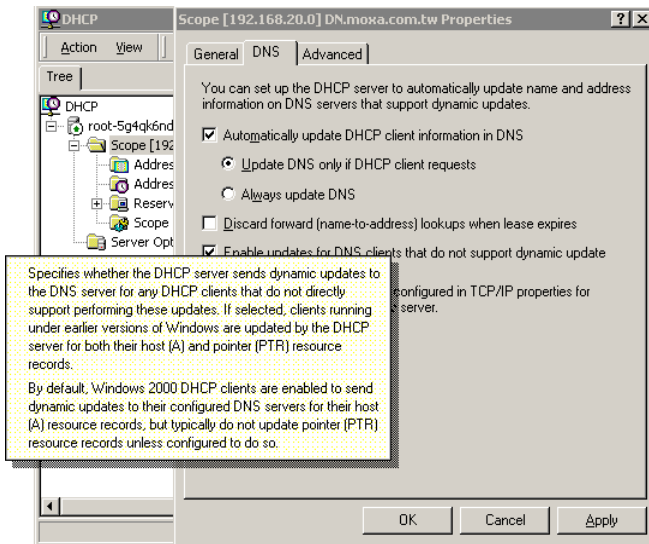 DHCP
Action View
Tree
DHCP
root-5g4qk6nd
Scope [192
Addres
Addres
Reserv
Scope
Server Opt
Scope [192.168.20.0] DN.moxa.com.tw Properties
General DNS Advanced
You can set up the DHCP server to automatically update name and address
information on DNS servers that support dynamic updates.
Automatically update DHCP client information in DNS
Update DNS only if DHCP client requests
Always update DNS
Discard forward (name-to-address) lookups when lease expires
Enable updates for DNS clients that do not support dynamic update
configured in TCP/IP properties for
server.
Specifies whether the DHCP server sends dynamic updates to
the DNS server for any DHCP clients that do not directly
support performing these updates. If selected, clients running
under earlier versions of Windows are updated by the DHCP
server for both their host (A) and pointer (PTR) resource
records.
By default, Windows 2000 DHCP clients are enabled to send
dynamic updates to their configured DNS servers for their host
(A) resource records, but typically do not update pointer (PTR)
resource records unless configured to do so.
OK Cancel Apply